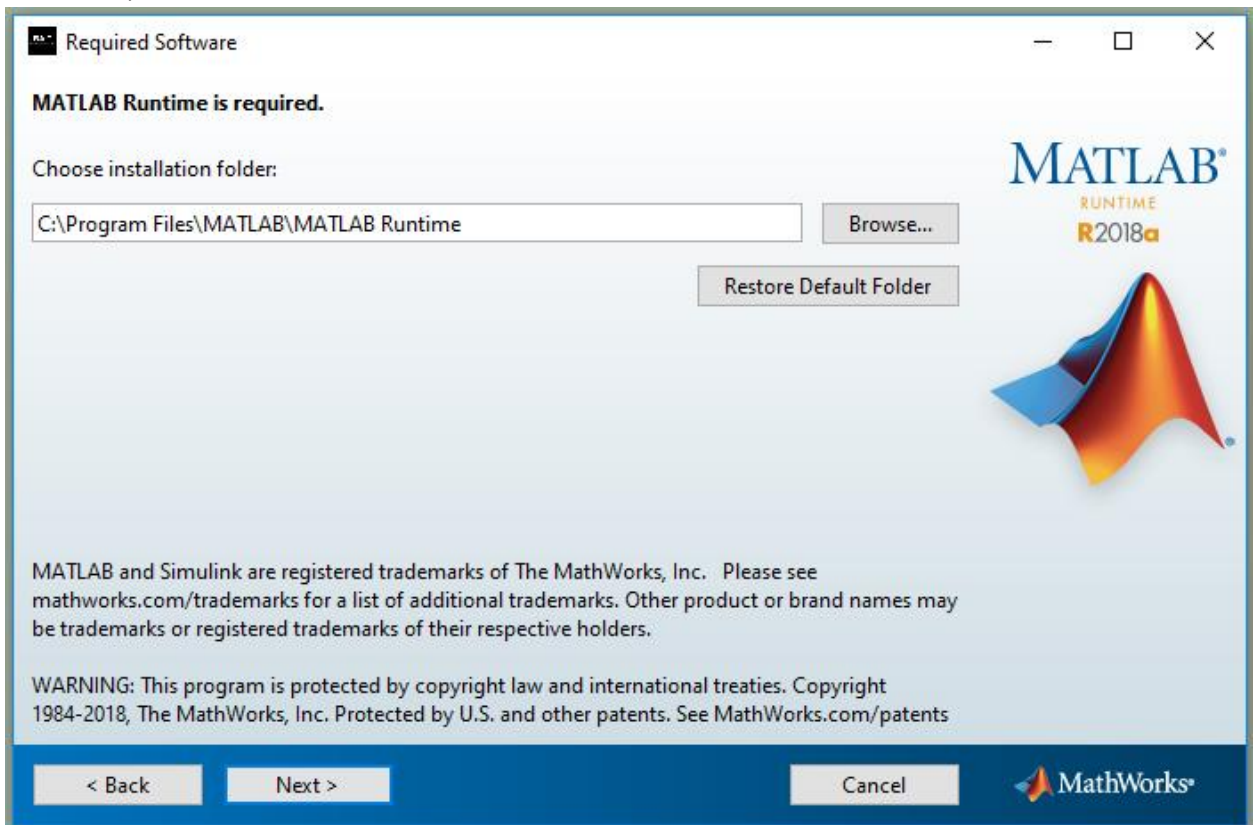 Required Software
MATLAB Runtime is required.
Choose installation folder:
C:\Program Files\MATLAB\MATLAB Runtime
Browse...
Restore Default Folder
MATLAB®
RUNTIME
R2018a
®
MATLAB and Simulink are registered trademarks of The MathWorks, Inc.   Please see
mathworks.com/trademarks for a list of additional trademarks. Other product or brand names may
be trademarks or registered trademarks of their respective holders.
WARNING: This program is protected by copyright law and international treaties. Copyright
1984-2018, The MathWorks, Inc. Protected by U.S. and other patents. See MathWorks.com/patents
< Back
Next >
Cancel
MathWorks®